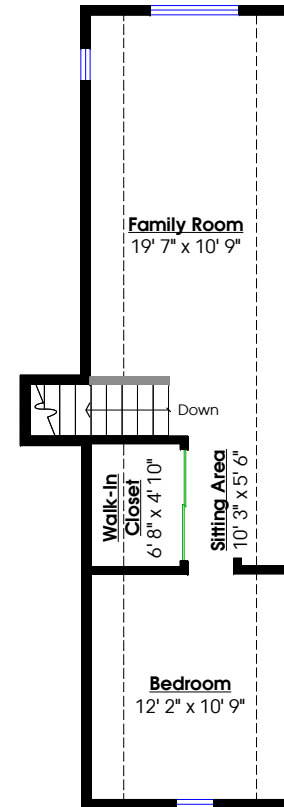 Family Room
19' 7" x 10' 9"
Down
Walk-In
Closet
6' 8" x 4' 10"
Sitting Area
10' 3" x 5' 6"
Bedroom
12' 2" x 10' 9"